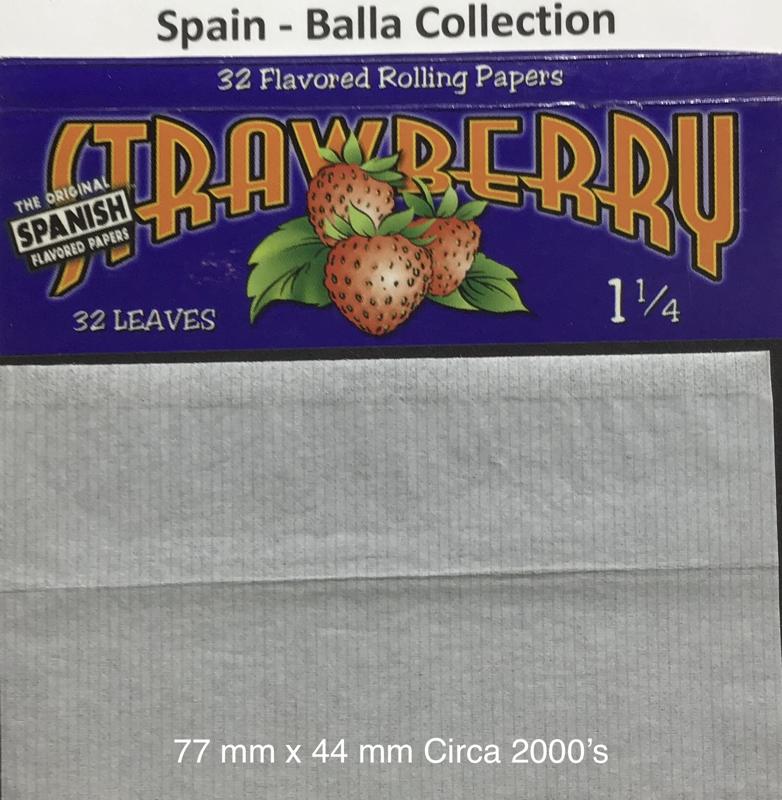 Spain - Balla Collection
32 Flavored Rolling Papers
STRAWBERRY
THE ORIGINAL
SPANISH
FLAVORED PAPERS
32 LEAVES
1 1/4
77 mm x 44 mm Circa 2000's